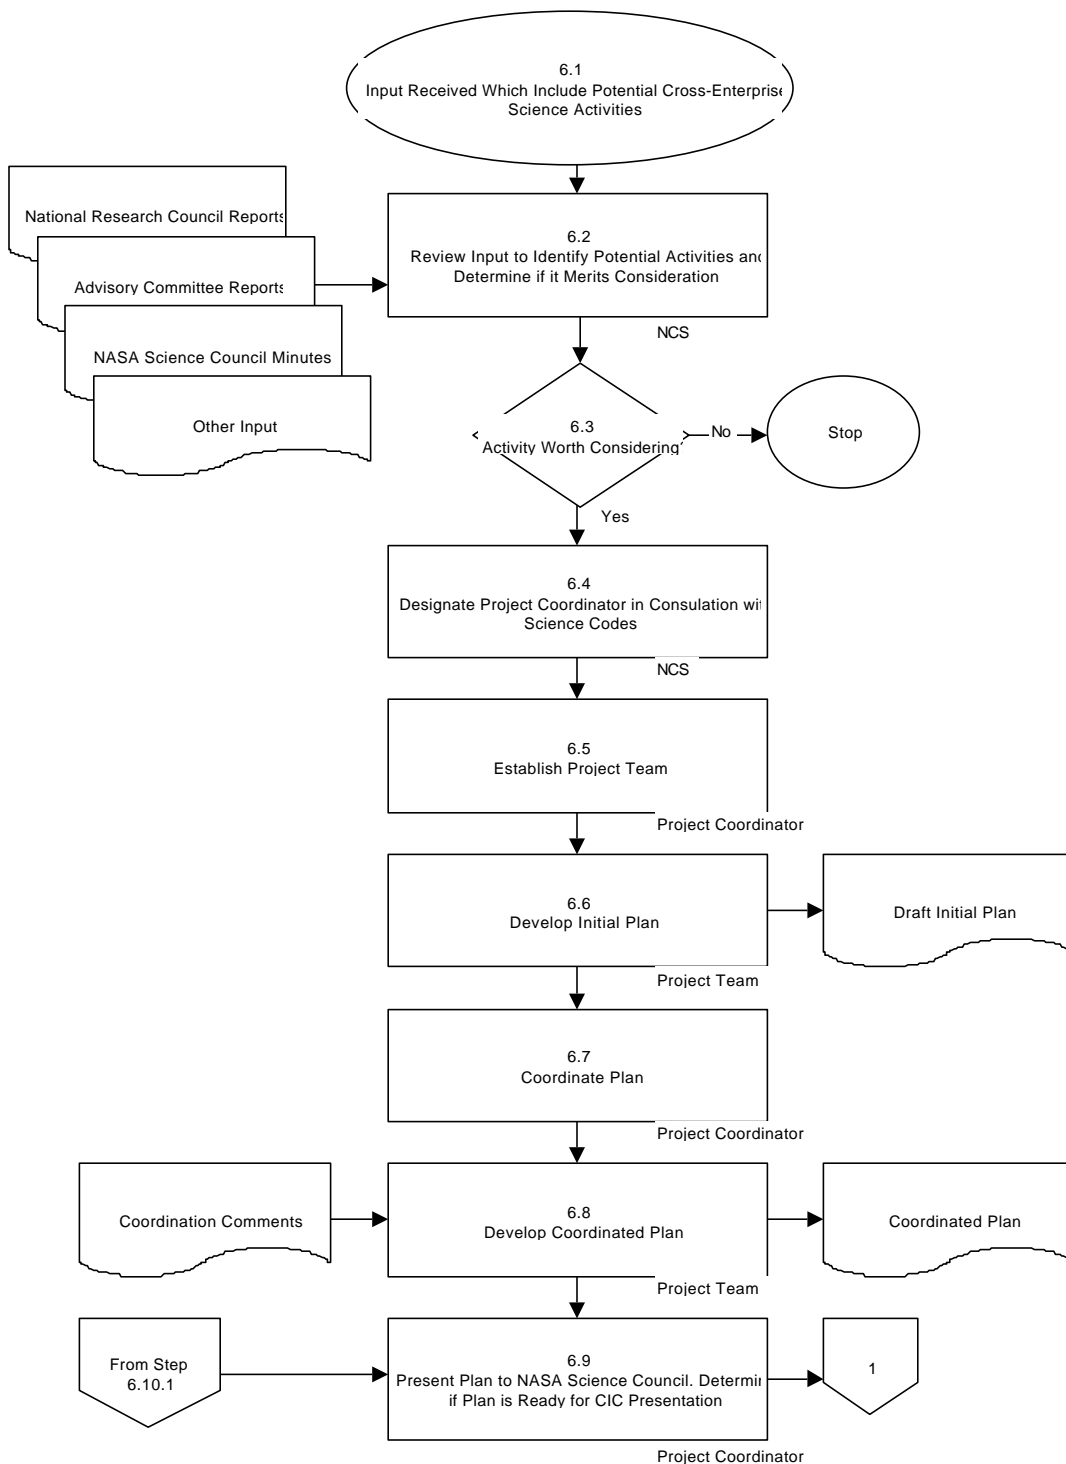 6.1
Input Received Which Include Potential Cross-Enterprise
Science Activities
National Research Council Reports
Advisory Committee Reports
NASA Science Council Minutes
Other Input
6.2
Review Input to Identify Potential Activities and
Determine if it Merits Consideration
NCS
6.3
Activity Worth Considering?
No
Stop
Yes
6.4
Designate Project Coordinator in Consulation wit
Science Codes
NCS
6.5
Establish Project Team
Project Coordinator
6.6
Develop Initial Plan
Draft Initial Plan
Project Team
6.7
Coordinate Plan
Project Coordinator
Coordination Comments
6.8
Develop Coordinated Plan
Coordinated Plan
Project Team
From Step
6.10.1
6.9
Present Plan to NASA Science Council. Determin
if Plan is Ready for CIC Presentation
1
Project Coordinator